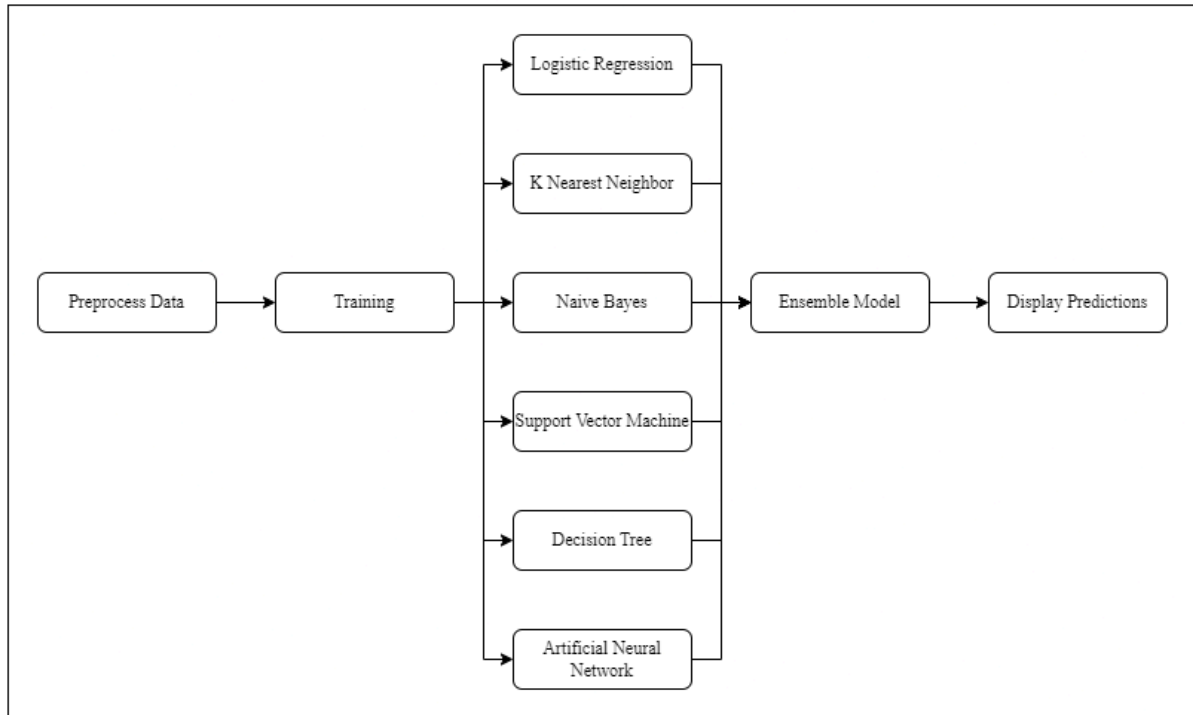 Preprocess Data
Training
Logistic Regression
K Nearest Neighbor
Naive Bayes
Support Vector Machine
Decision Tree
Artificial Neural
Network
Ensemble Model
Display Predictions